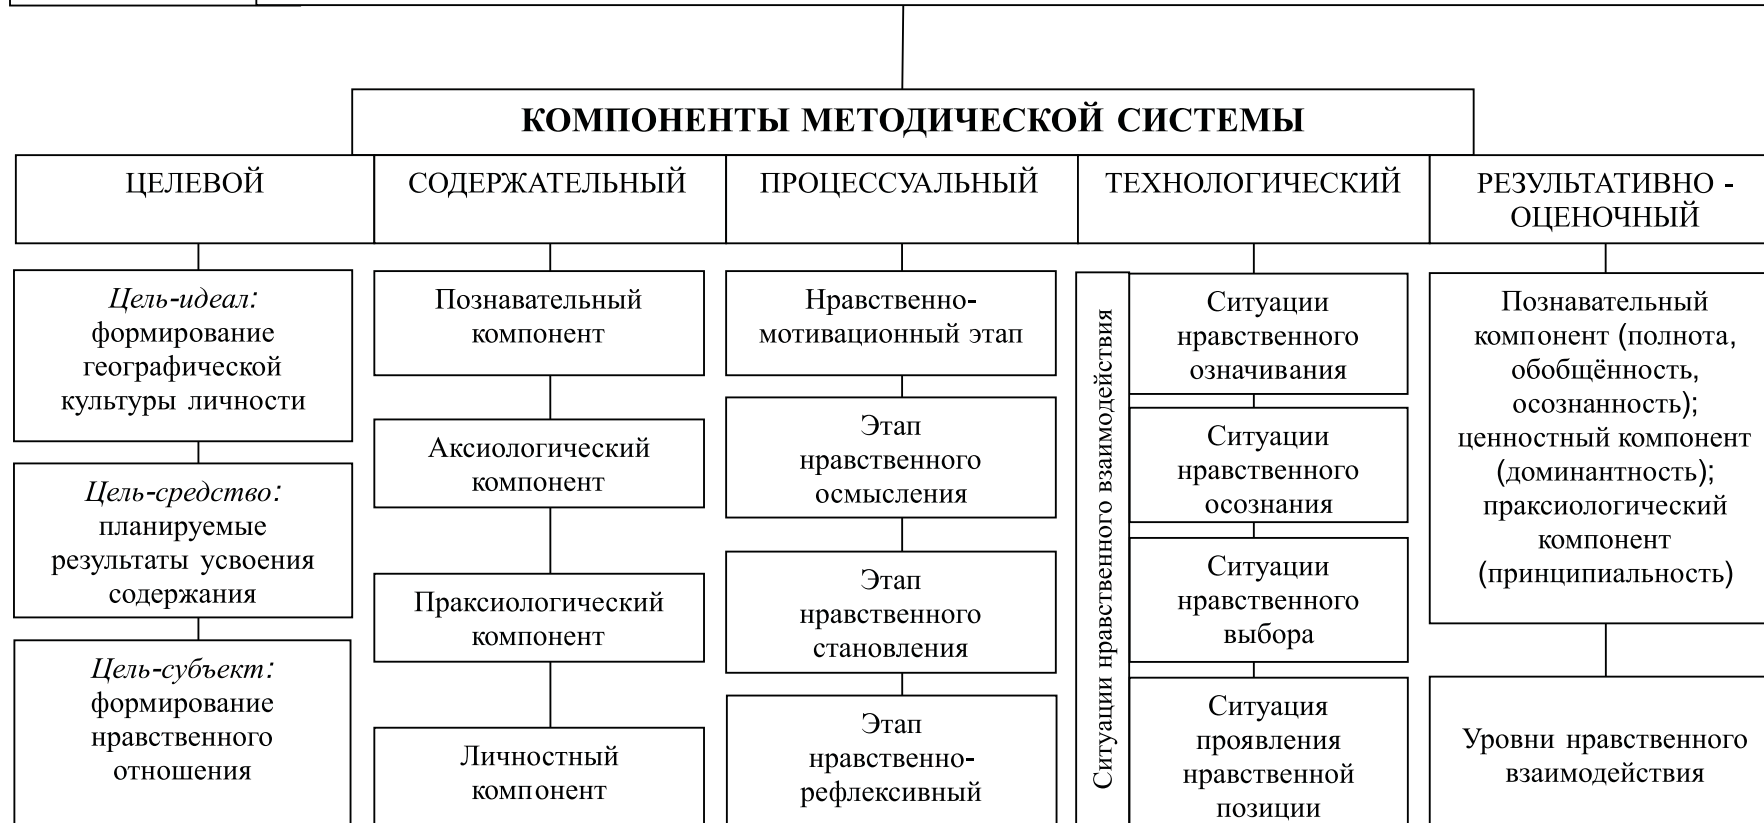 КОМПОНЕНТЫ МЕТОДИЧЕСКОЙ СИСТЕМЫ
ЦЕЛЕВОЙ
СОДЕРЖАТЕЛЬНЫЙ
ПРОЦЕССУАЛЬНЫЙ
ТЕХНОЛОГИЧЕСКИЙ
РЕЗУЛЬТАТИВНО -
ОЦЕНОЧНЫЙ
Цель-идеал:
формирование
географической
культуры личности
Цель-средство:
планируемые
результаты усвоения
содержания
Цель-субъект:
формирование
нравственного
отношения
Познавательный
компонент
Аксиологический
компонент
Праксиологический
компонент
Личностный
компонент
Нравственно-
мотивационный этап
Этап
нравственного
осмысления
Этап
нравственного
становления
Этап
нравственно-
рефлексивный
Ситуации нравственного взаимодействия
Ситуации
нравственного
означивания
Ситуации
нравственного
осознания
Ситуации
нравственного
выбора
Ситуация
проявления
нравственной
позиции
Познавательный
компонент (полнота,
обобщённость,
осознанность);
ценностный компонент
(доминантность);
праксиологический
компонент
(принципиальность)
Уровни нравственного
взаимодействия